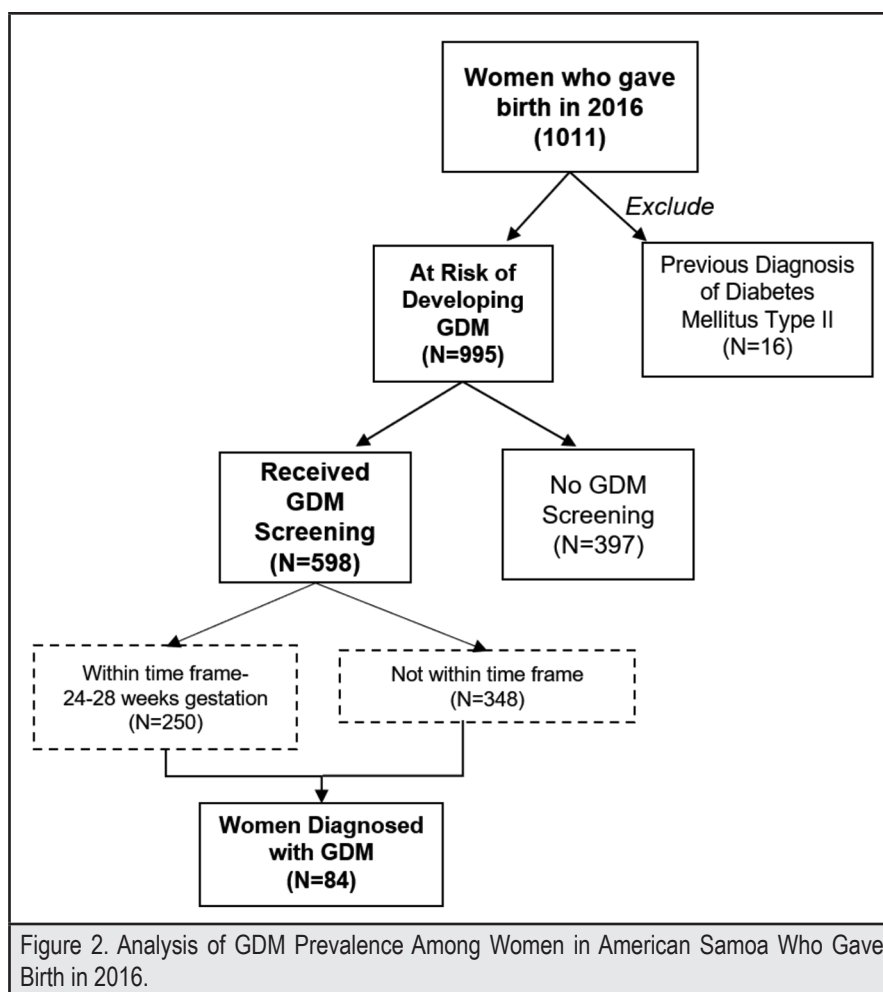 Women who gave
birth in 2016
(1011)
Exclude
At Risk of
Developing
GDM
(N=995)
Previous Diagnosis
of Diabetes
Mellitus Type II
(N=16)
Received
GDM
Screening
(N=598)
No GDM
Screening
(N=397)
Within time frame-
24-28 weeks gestation
(N=250)
Not within time frame
(N=348)
Women Diagnosed
with GDM
(N=84)
Figure 2. Analysis of GDM Prevalence Among Women in American Samoa Who Gave
Birth in 2016.